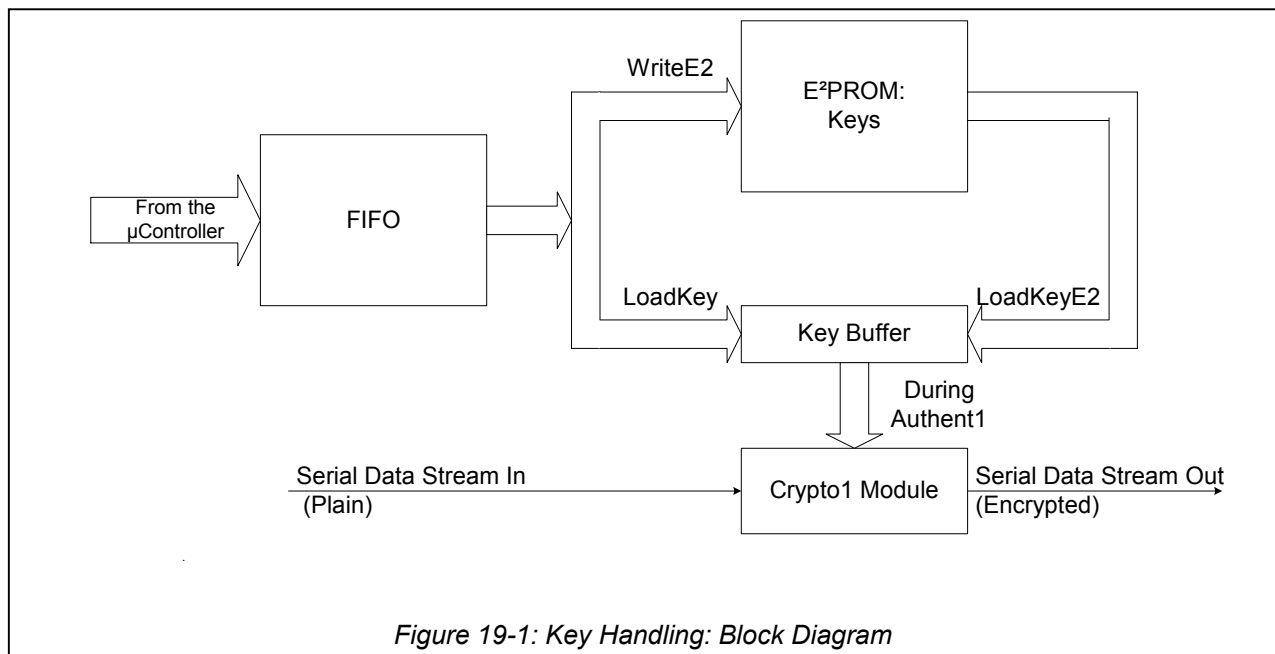 WriteE2
E²PROM:
Keys
From the
µController
FIFO
LoadKey
LoadKeyE2
Key Buffer
During
Authent1
Serial Data Stream In
(Plain)
Crypto1 Module
Serial Data Stream Out
(Encrypted)
Figure 19-1: Key Handling: Block Diagram